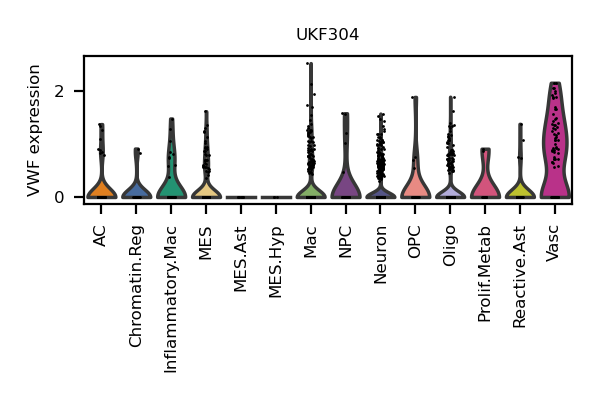 UKF304
VWF expression
2
0
AC
Chromatin.Reg
Inflammatory.Mac
MES
MES.Ast
MES.Hyp
Mac
NPC
Neuron
OPC
Oligo
Prolif.Metab
Reactive.Ast
Vasc